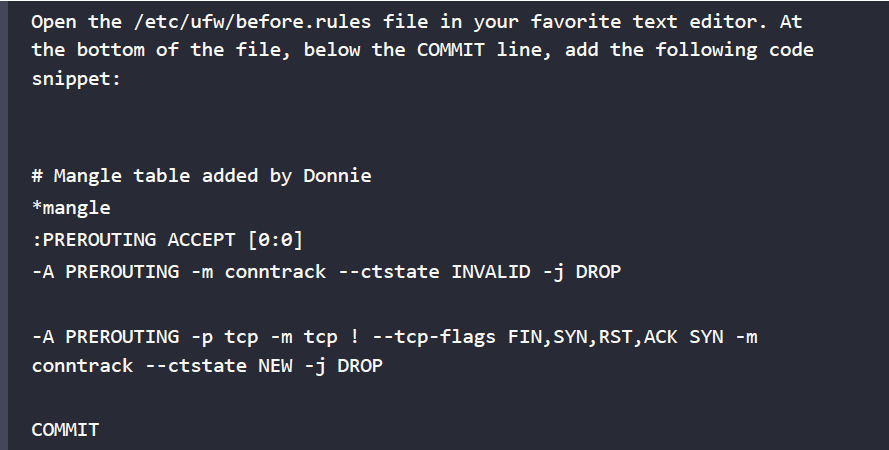 Open the /etc/ufw/before.rules file in your favorite text editor. At
the bottom of the file, below the COMMIT line, add the following code
snippet:
# Mangle table added by Donnie
*mangle
:PREROUTING ACCEPT [0:0]
-A PREROUTING -m conntrack --ctstate INVALID -j DROP
-A PREROUTING -p tcp -m tcp ! --tcp-flags FIN,SYN,RST,ACK SYN -m
conntrack --ctstate NEW -j DROP
COMMIT